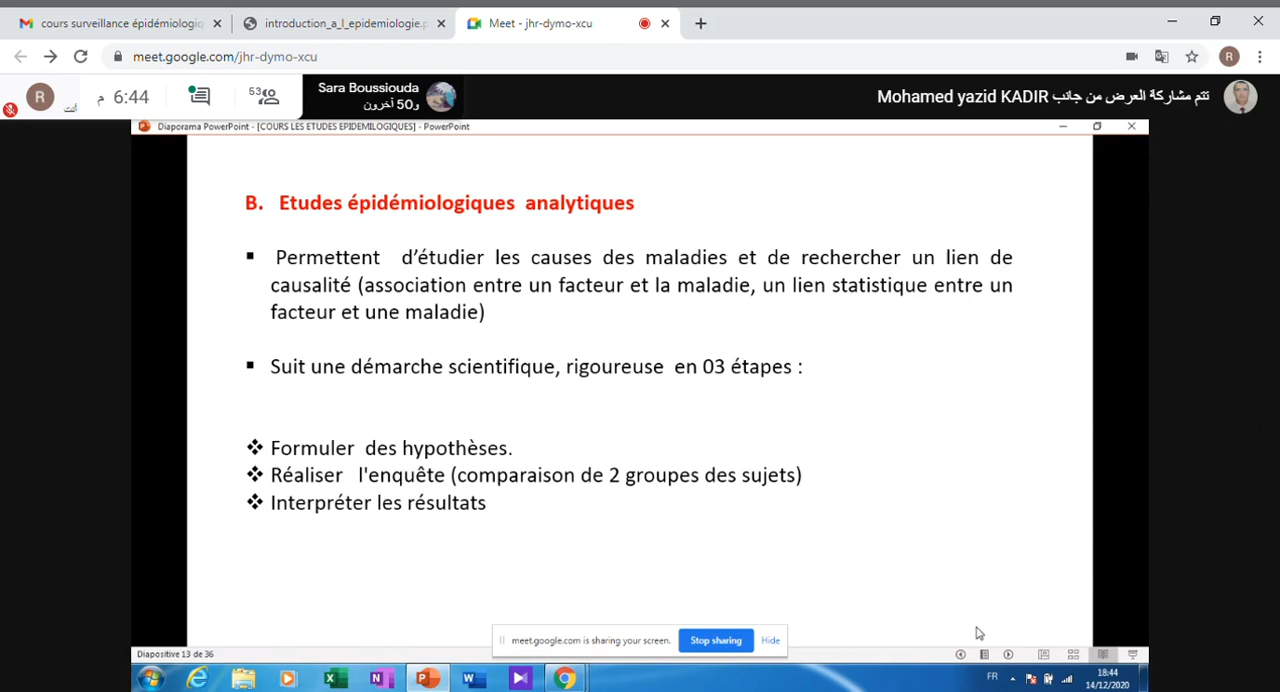 cours surveillance épidémiologiq
introduction_a_l_epidemiologie.p
Meet - jhr-dymo-xcu
meet.google.com/jhr-dymo-xcu
R
R
أنت
6:44 م
53
Sara Boussiouda
و50 آخرون
تتم مشاركة العرض من جانب Mohamed yazid KADIR
Diaporama PowerPoint - [COURS LES ETUDES EPIDEMILOGIQUES] - PowerPoint
B. Etudes épidémiologiques analytiques
Permettent d’étudier les causes des maladies et de rechercher un lien de
causalité (association entre un facteur et la maladie, un lien statistique entre un
facteur et une maladie)
Suit une démarche scientifique, rigoureuse en 03 étapes :
Formuler des hypothèses.
Réaliser l'enquête (comparaison de 2 groupes des sujets)
Interpréter les résultats
meet.google.com is sharing your screen.
Stop sharing
Hide
Diapositive 13 de 36
FR
18:44
14/12/2020